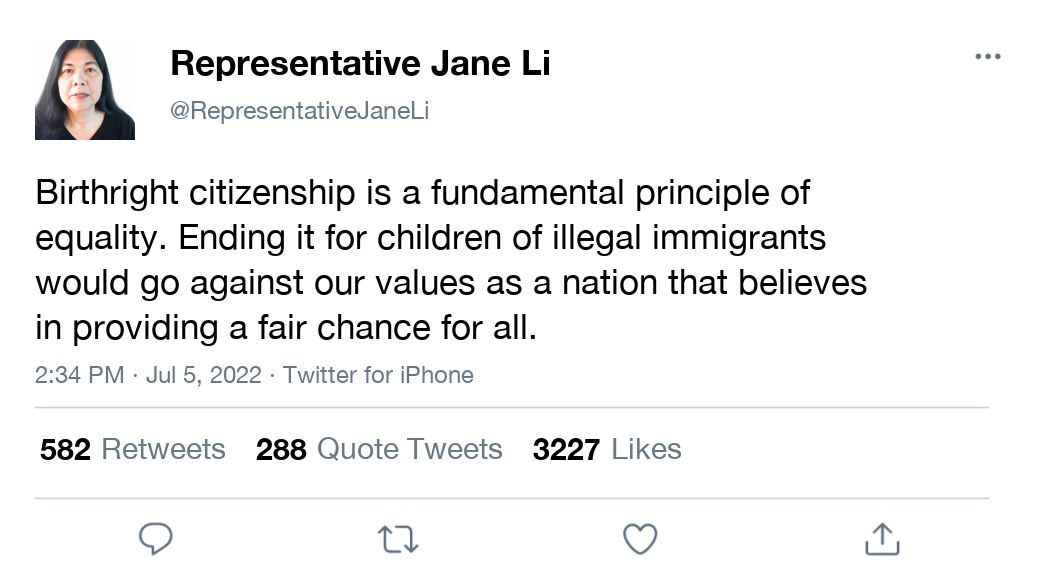 Representative Jane Li
@RepresentativeJaneLi
Birthright citizenship is a fundamental principle of
equality. Ending it for children of illegal immigrants
would go against our values as a nation that believes
in providing a fair chance for all.
2:34 PM · Jul 5, 2022 · Twitter for iPhone
582 Retweets 288 Quote Tweets 3227 Likes